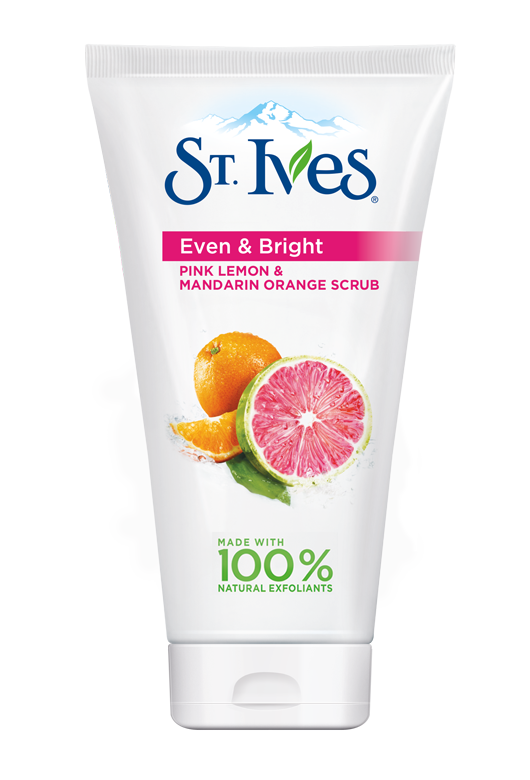 St. Ives®
Even & Bright
PINK LEMON &
MANDARIN ORANGE SCRUB
MADE WITH
100%
NATURAL EXFOLIANTS